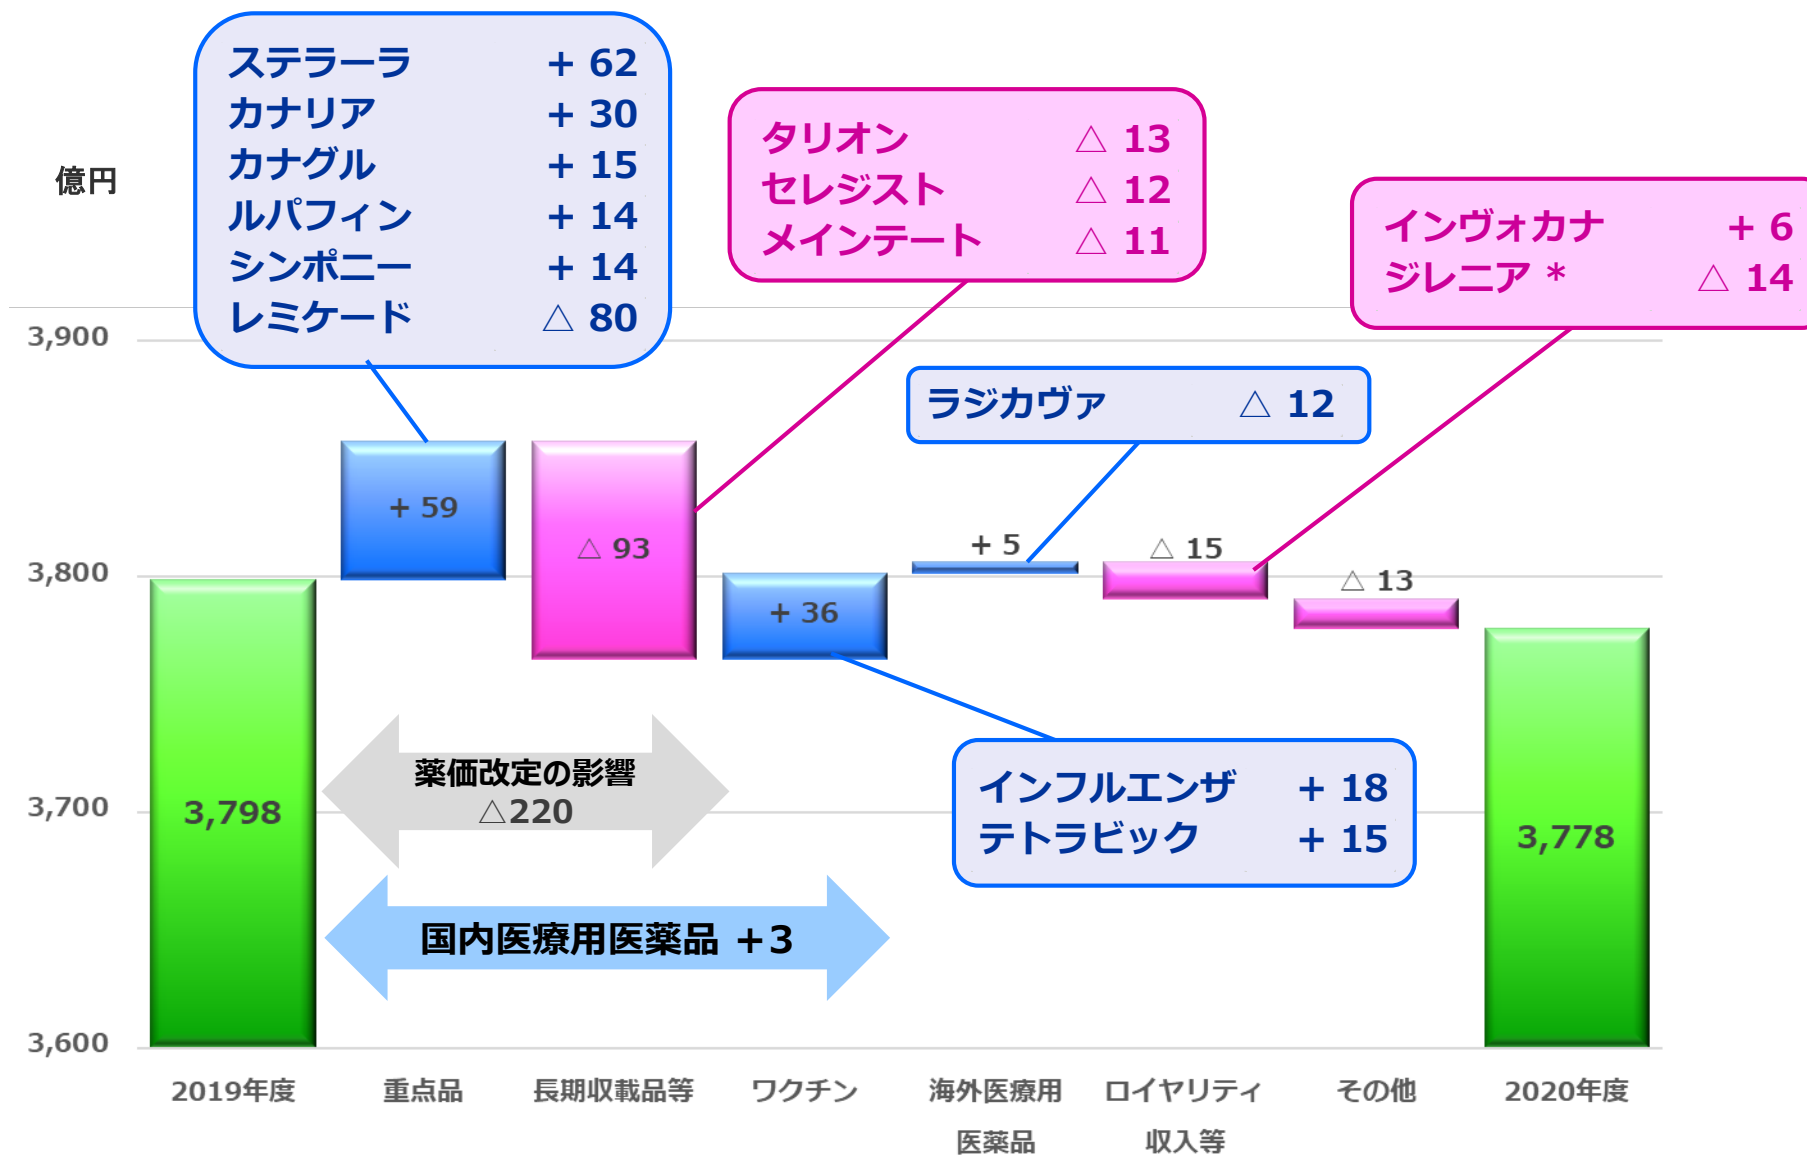 ステラーラ + 62
カナリア + 30
カナグル + 15
ルパフィン + 14
シンポニー + 14
レミケード △ 80
タリオン △ 13
セレジスト △ 12
メインテート △ 11
億円
インヴォカナ + 6
ジレニア * △ 14
3,900
ラジカヴァ △ 12
+ 59
△ 93
+ 5
△ 15
3,800
△ 13
+ 36
薬価改定の影響
△220
インフルエンザ + 18
テトラビック + 15
3,700
3,798
3,778
国内医療用医薬品 +3
3,600
2019年度
重点品
長期収載品等
ワクチン
海外医療用
医薬品
ロイヤリティ
収入等
その他
2020年度